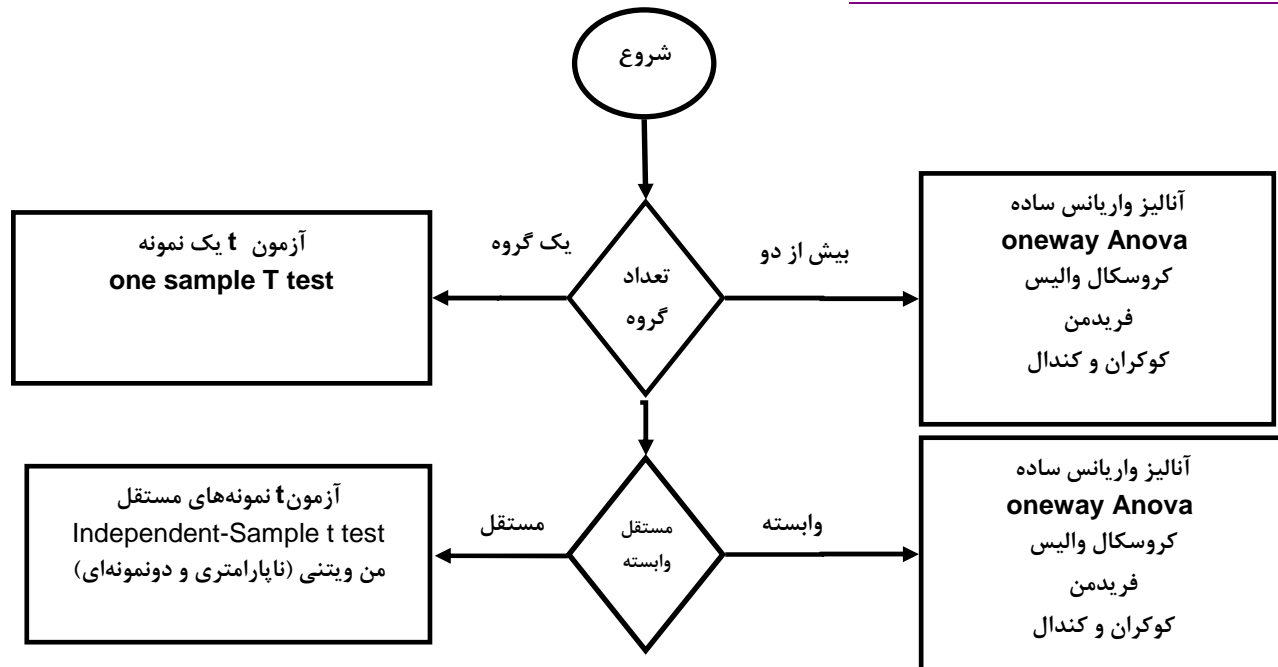 شروع
تعداد
گروه
بیش از دو
یک گروه
آنالیز واریانس ساده
oneway Anova
کروسکال والیس
فریدمن
کوکران و کندال
آزمون t یک نمونه
one sample T test
مستقل
وابسته
وابسته
مستقل
آنالیز واریانس ساده
oneway Anova
کروسکال والیس
فریدمن
کوکران و کندال
آزمون t نمونه‌های مستقل
Independent-Sample t test
من ویتنی (ناپارامتری و دونمونه‌ای)